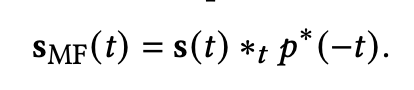 s_MF(t) = s(t) *_t p*(−t).